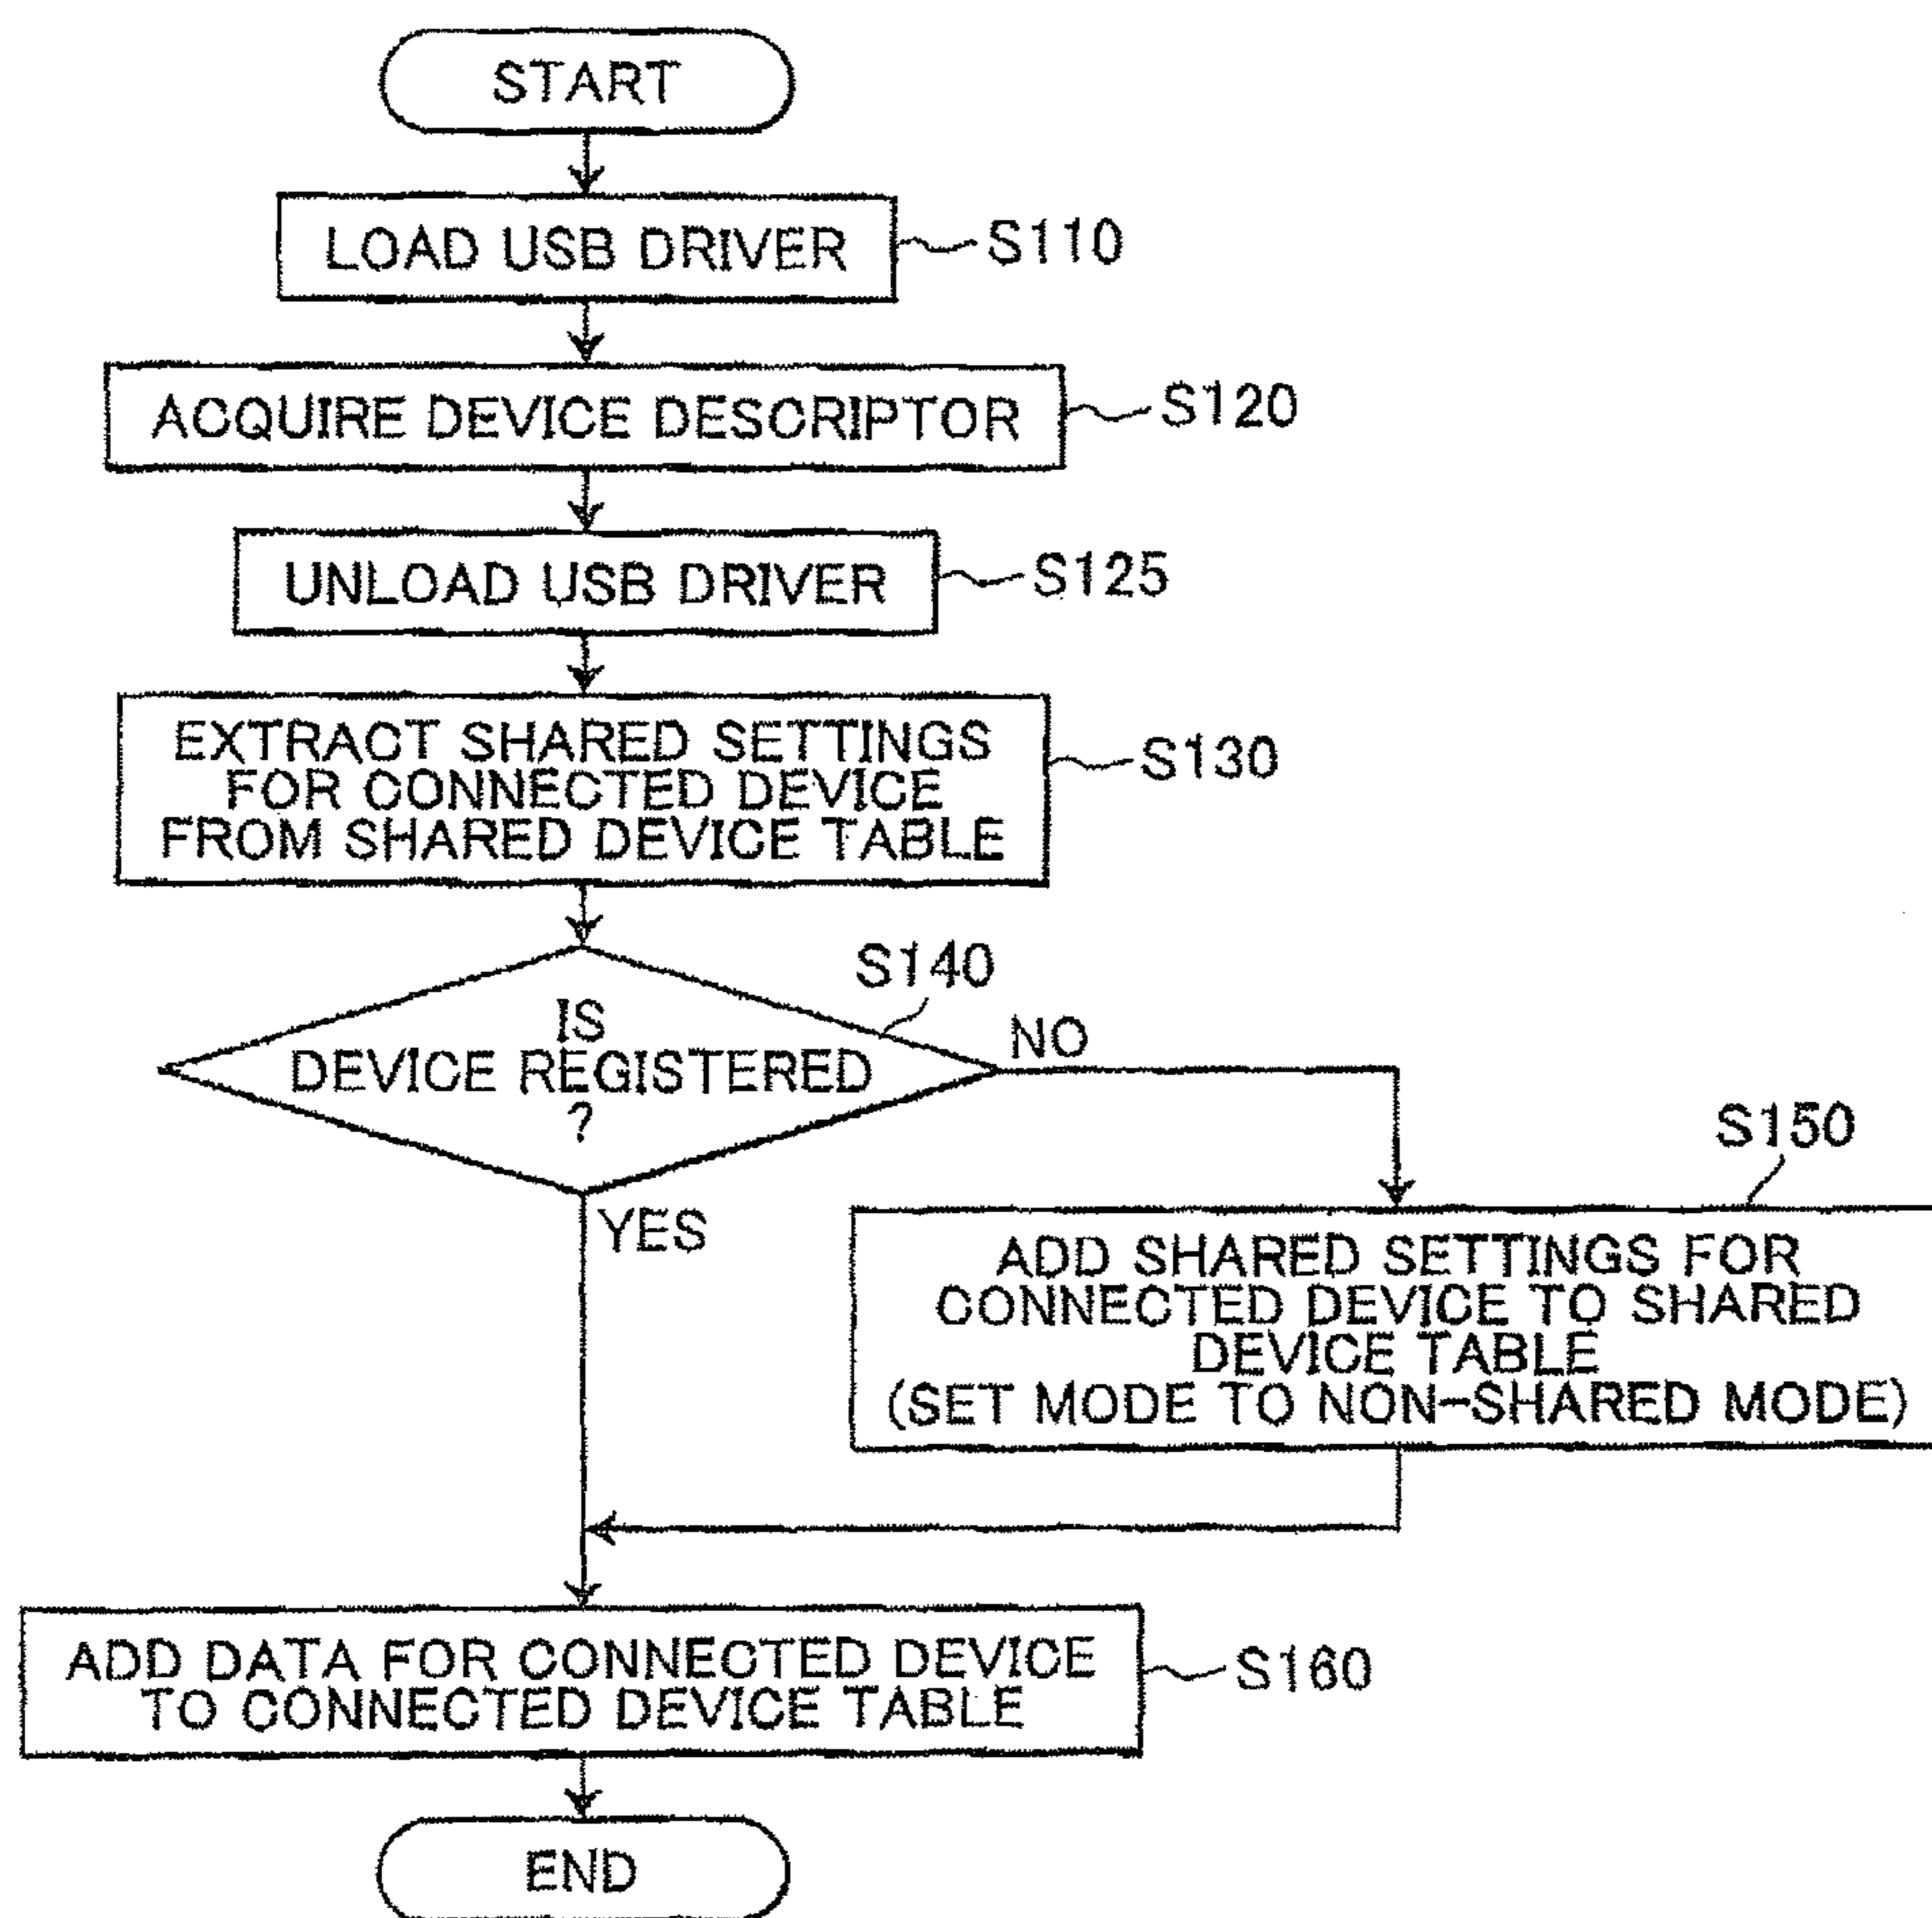 START
LOAD USB DRIVER
S110
ACQUIRE DEVICE DESCRIPTOR
S120
UNLOAD USB DRIVER
S125
EXTRACT SHARED SETTINGS
FOR CONNECTED DEVICE
FROM SHARED DEVICE TABLE
S130
S140
IS
DEVICE REGISTERED
?
NO
YES
S150
ADD SHARED SETTINGS FOR
CONNECTED DEVICE TO SHARED
DEVICE TABLE
(SET MODE TO NON-SHARED MODE)
ADD DATA FOR CONNECTED DEVICE
TO CONNECTED DEVICE TABLE
S160
END